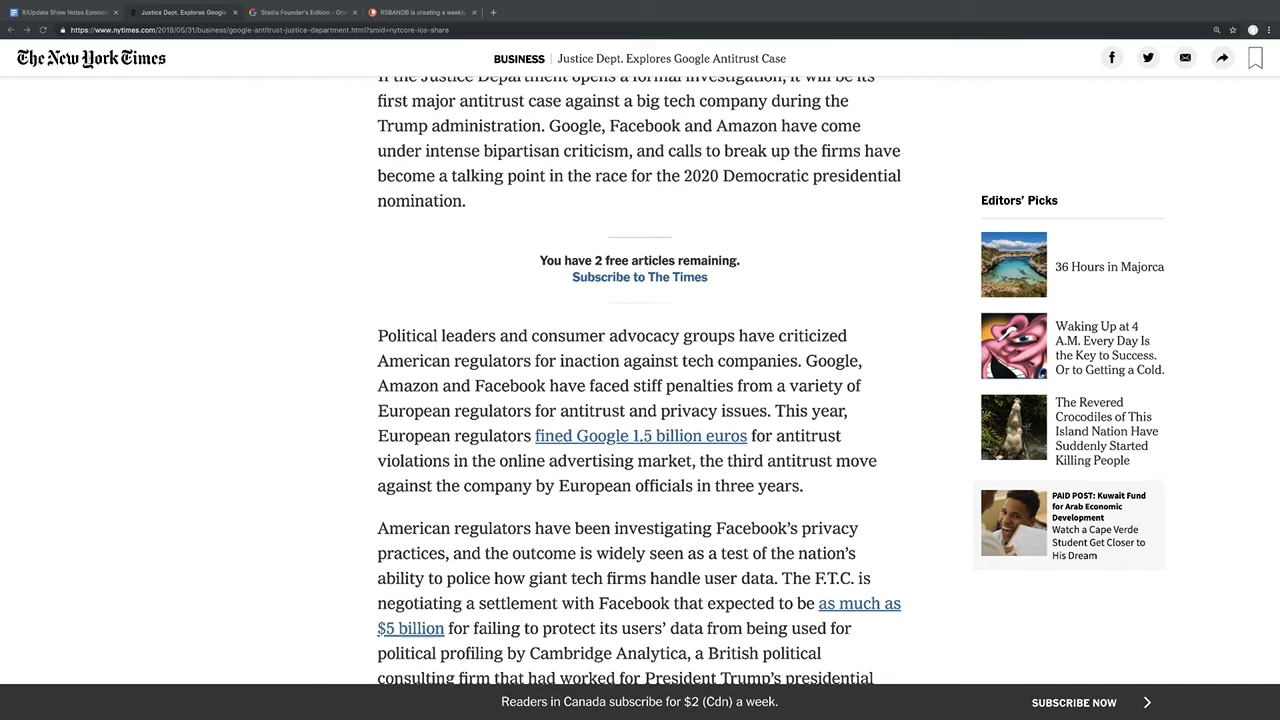 RIUpdate Show Notes Episode
Justice Dept. Explores Google
Stadia Founder's Edition - One
RSBANDB is creating a weekly
https://www.nytimes.com/2019/05/31/business/google-antitrust-justice-department.html?smid=nytcore-ios-share
The New York Times
BUSINESS | Justice Dept. Explores Google Antitrust Case
If the Justice Department opens a formal investigation, it will be its
first major antitrust case against a big tech company during the
Trump administration. Google, Facebook and Amazon have come
under intense bipartisan criticism, and calls to break up the firms have
become a talking point in the race for the 2020 Democratic presidential
nomination.
You have 2 free articles remaining.
Subscribe to The Times
Political leaders and consumer advocacy groups have criticized
American regulators for inaction against tech companies. Google,
Amazon and Facebook have faced stiff penalties from a variety of
European regulators for antitrust and privacy issues. This year,
European regulators fined Google 1.5 billion euros for antitrust
violations in the online advertising market, the third antitrust move
against the company by European officials in three years.
American regulators have been investigating Facebook's privacy
practices, and the outcome is widely seen as a test of the nation's
ability to police how giant tech firms handle user data. The F.T.C. is
negotiating a settlement with Facebook that expected to be as much as
$5 billion for failing to protect its users' data from being used for
political profiling by Cambridge Analytica, a British political
consulting firm that had worked for President Trump's presidential
Editors' Picks
36 Hours in Majorca
Waking Up at 4
A.M. Every Day Is
the Key to Success.
Or to Getting a Cold.
The Revered
Crocodiles of This
Island Nation Have
Suddenly Started
Killing People
PAID POST: Kuwait Fund
for Arab Economic
Development
Watch a Cape Verde
Student Get Closer to
His Dream
Readers in Canada subscribe for $2 (Cdn) a week.
SUBSCRIBE NOW